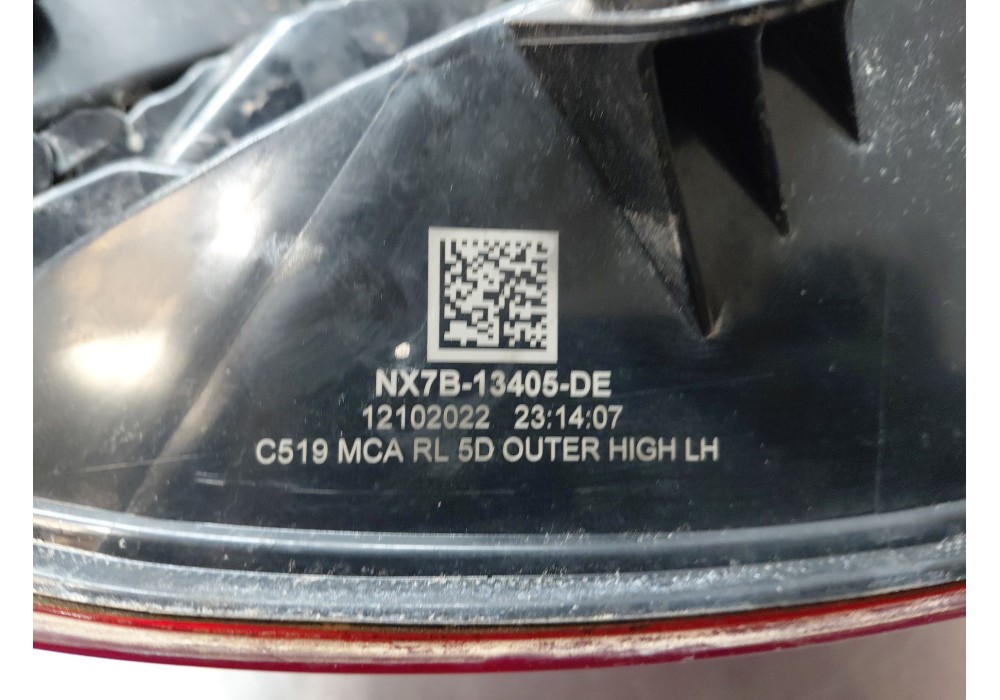 NX7B-13405-DE
12102022 23:14:07
C519 MCA RL 5D OUTER HIGH LH